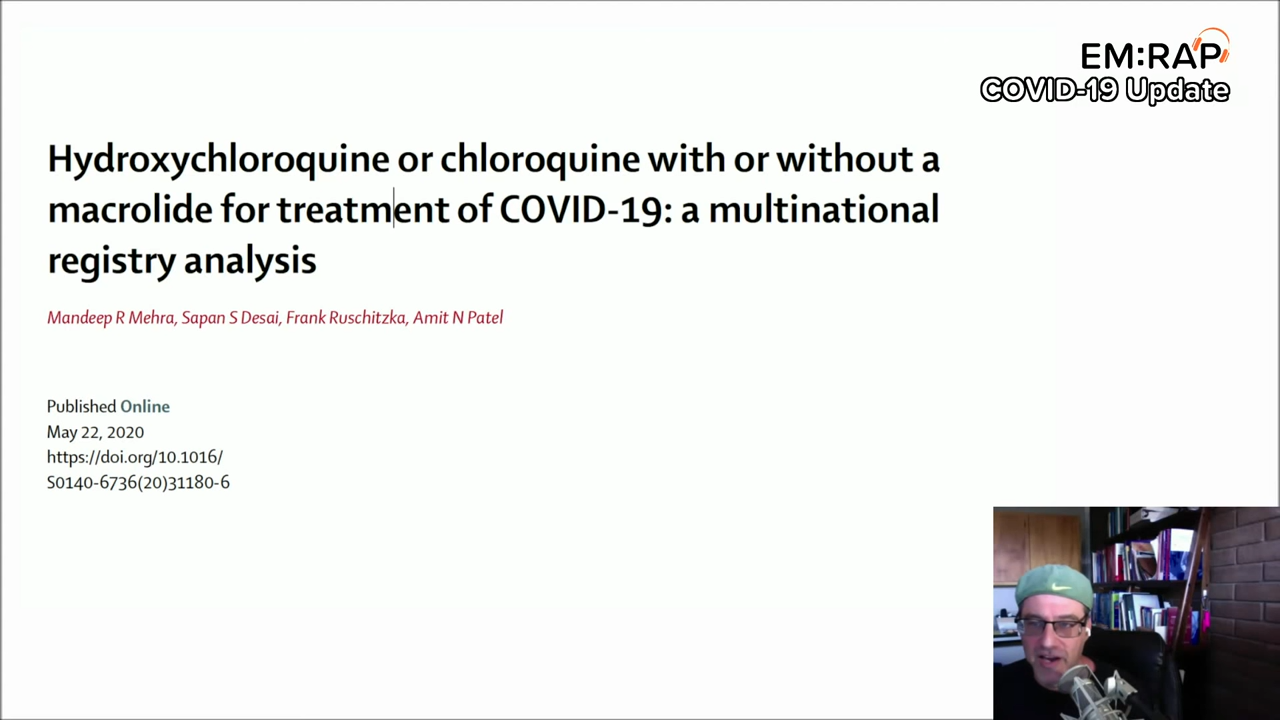 EM:RAP
COVID-19 Update
Hydroxychloroquine or chloroquine with or without a
macrolide for treatment of COVID-19: a multinational
registry analysis
Mandeep R Mehra, Sapan S Desai, Frank Ruschitzka, Amit N Patel
Published Online
May 22, 2020
https://doi.org/10.1016/
S0140-6736(20)31180-6